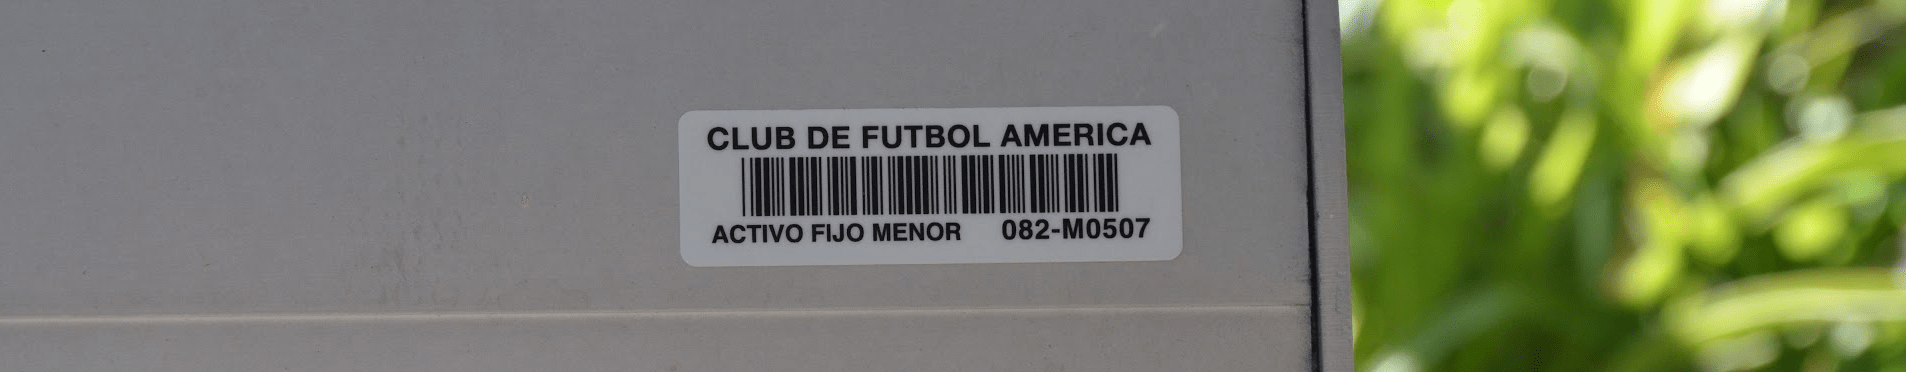 CLUB DE FUTBOL AMERICA
ACTIVO FIJO MENOR 082-M0507